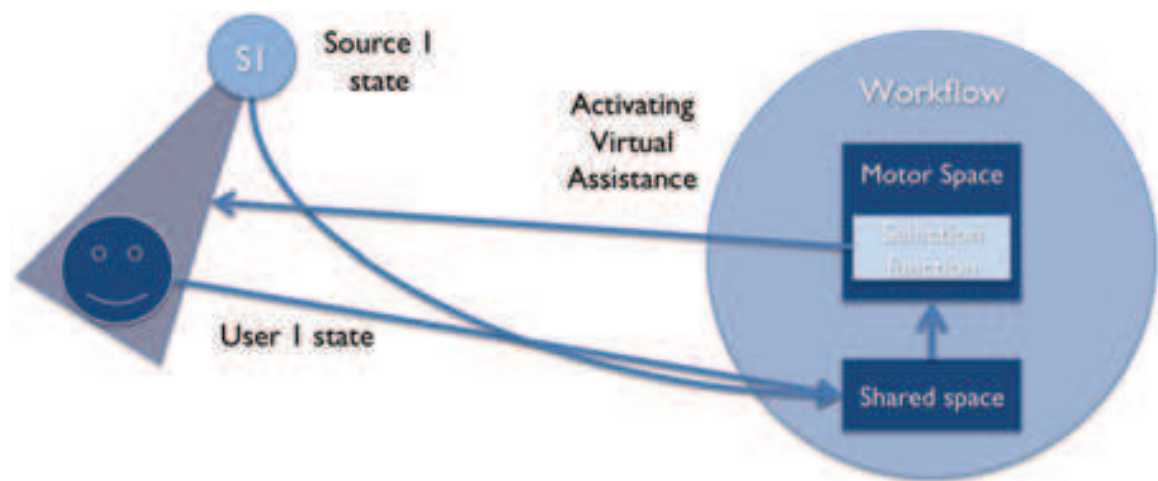 S1
Source 1
state
Activating
Virtual
Assistance
Workflow
Motor Space
Selection
function
User 1 state
Shared space